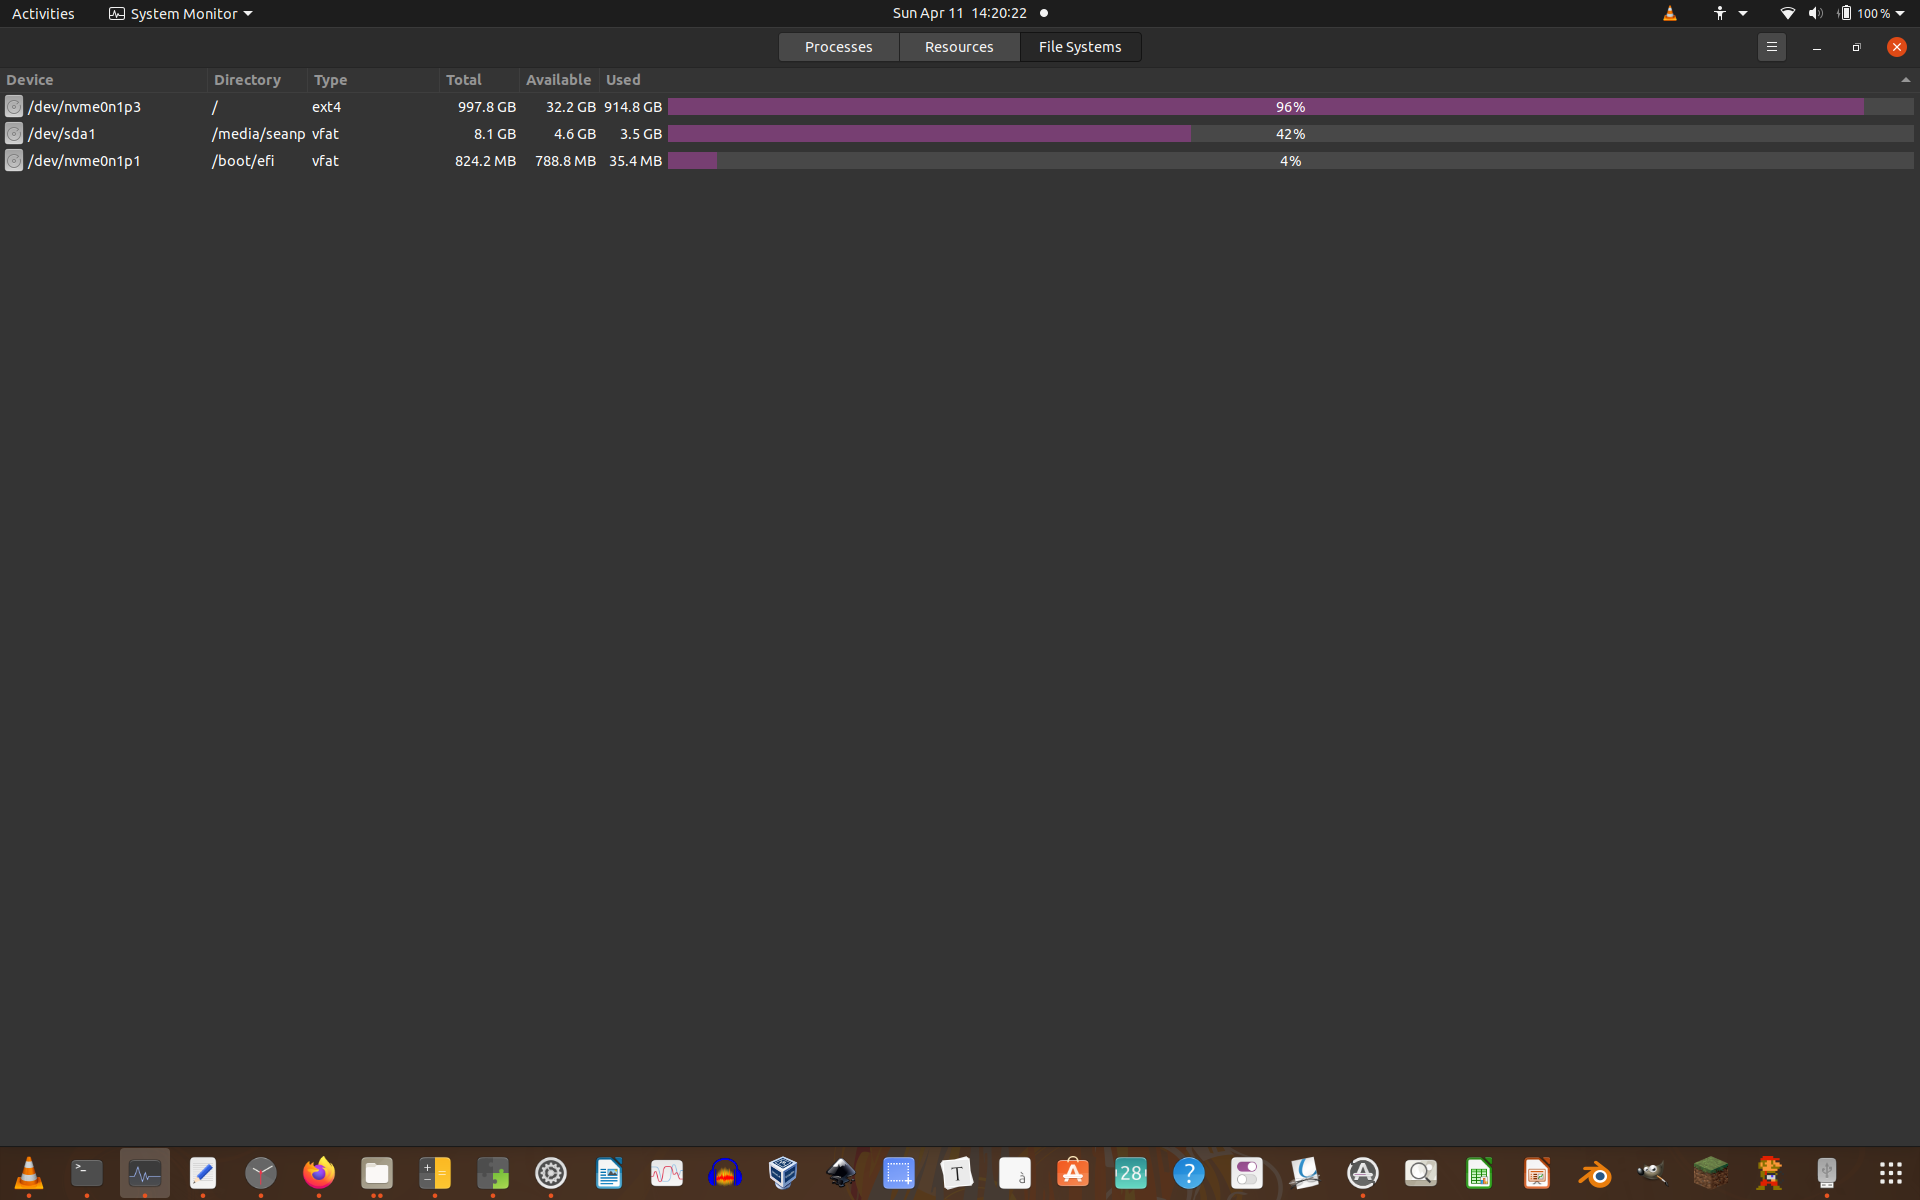 Activities System Monitor Sun Apr 11 14:20:22 100 %
Processes Resources File Systems
Device Directory Type Total Available Used
/dev/nvme0n1p3 / ext4 997.8 GB 32.2 GB 914.8 GB 96%
/dev/sda1 /media/seanp vfat 8.1 GB 4.6 GB 3.5 GB 42%
/dev/nvme0n1p1 /boot/efi vfat 824.2 MB 788.8 MB 35.4 MB 4%
>_ + − = T à A 28 ? A